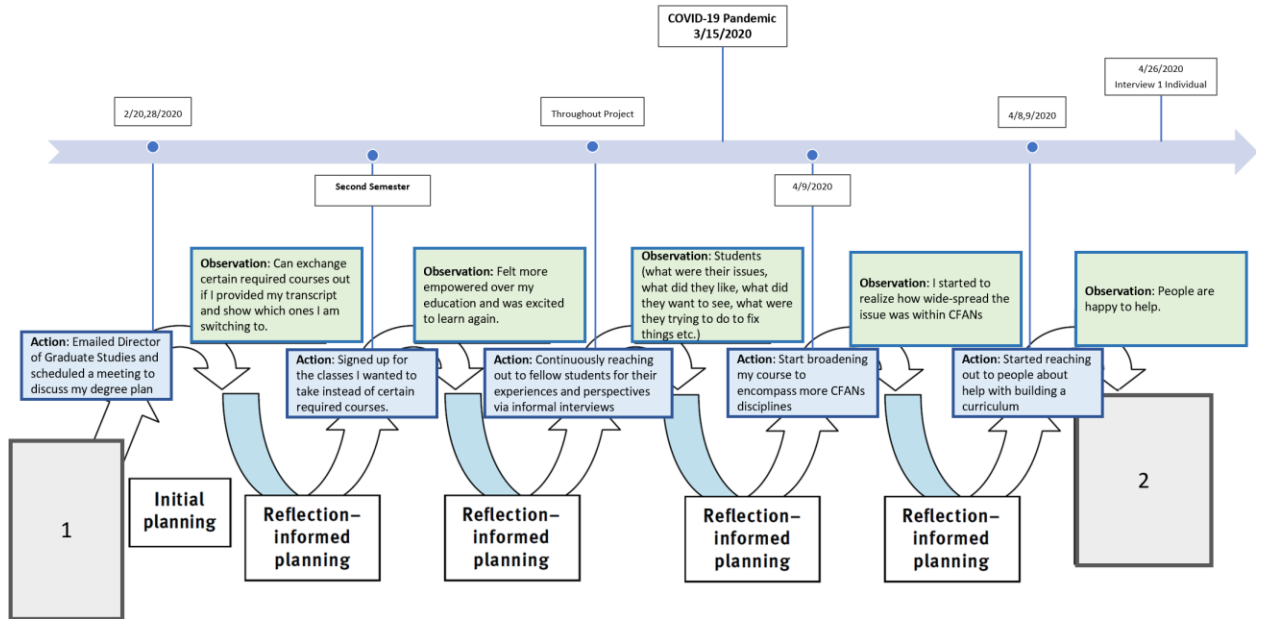 COVID-19 Pandemic
3/15/2020
4/26/2020
Interview 1 Individual
2/20,28/2020
Throughout Project
4/8,9/2020
Second Semester
4/9/2020
Observation: Can exchange
certain required courses out
if I provided my transcript
and show which ones I am
switching to.
Observation: Felt more
empowered over my
education and was excited
to learn again.
Observation: Students
(what were their issues,
what did they like, what did
they want to see, what were
they trying to do to fix
things etc.)
Observation: I started to
realize how wide-spread the
issue was within CFANs
Observation: People are
happy to help.
Action: Emailed Director
of Graduate Studies and
scheduled a meeting to
discuss my degree plan
Action: Signed up for
the classes I wanted to
take instead of certain
required courses.
Action: Continuously reaching
out to fellow students for their
experiences and perspectives
via informal interviews
Action: Start broadening
my course to
encompass more CFANs
disciplines
Action: Started reaching
out to people about
help with building a
curriculum
1
Initial
planning
Reflection–
informed
planning
Reflection–
informed
planning
Reflection–
informed
planning
Reflection–
informed
planning
2